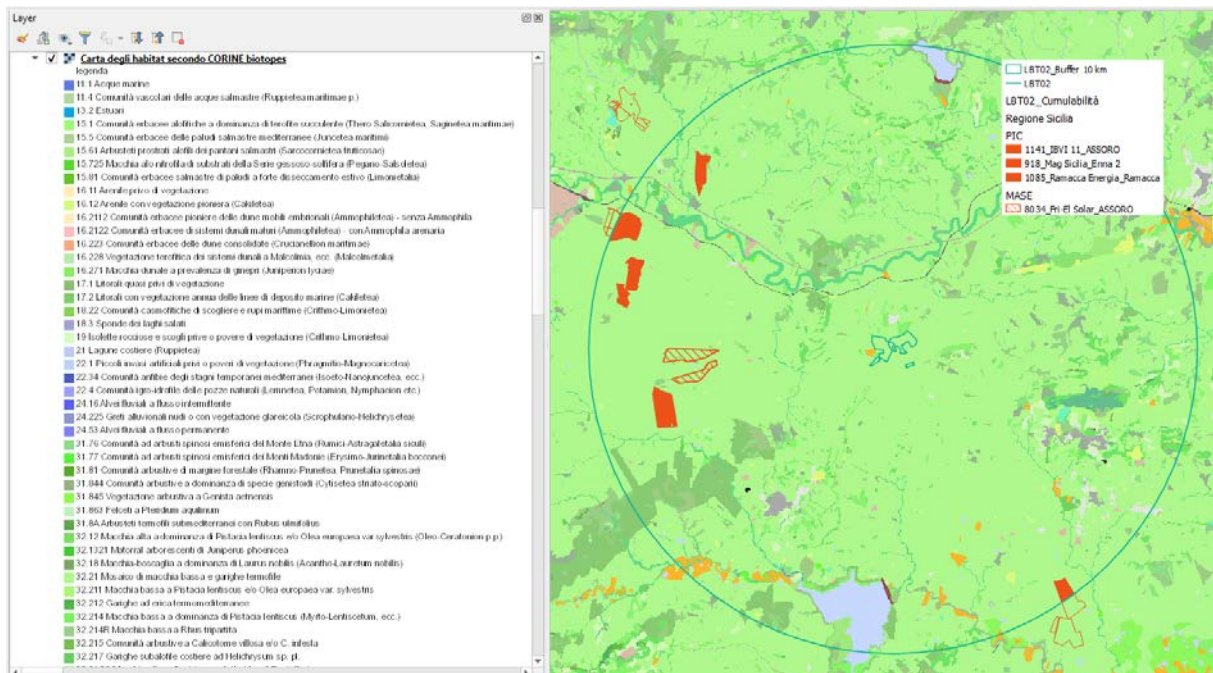 Layer
Carta degli habitat secondo CORINE biotopes
legenda
11.1 Acque marine
11.4 Comunità vascolari delle acque salmastre (Ruppietea maritimae p.)
13.2 Estuari
15.1 Comunità erbacee alofitiche a dominanza di terofite succulente (Thero-Salicornietea, Saginetea maritimae)
15.5 Comunità erbacee delle paludi salmastre mediterranee (Juncetea maritimi)
15.61 Arbusteti prostrati alofili dei pantani salmastri (Sarcocornietea fruticosae)
15.725 Macchia alo-nitrofila di substrati della Serie gessoso-solfifera (Pegano-Salsoletea)
15.81 Comunità erbacee salmastre di paludi a forte disseccamento estivo (Limonietalia)
16.11 Arenile privo di vegetazione
16.12 Arenile con vegetazione pioniera (Cakiletea)
16.2112 Comunità erbacee pioniere delle dune mobili embrionali (Ammophiletea) - senza Ammophila
16.2122 Comunità erbacee di sistemi dunali maturi (Ammophiletea) - con Ammophila arenaria
16.223 Comunità erbacee delle dune consolidate (Crucianellion maritimae)
16.228 Vegetazione terofitica dei sistemi dunali a Malcolmia, ecc. (Malcolmetalia)
16.271 Macchia dunale a prevalenza di ginepri (Juniperion lyciae)
17.1 Litorali quasi privi di vegetazione
17.2 Litorali con vegetazione annua delle linee di deposito marine (Cakiletea)
18.22 Comunità casmofitiche di scogliere e rupi marittime (Crithmo-Limonietea)
18.3 Sponde dei laghi salati
19 Isolette rocciose e scogli prive o povere di vegetazione (Crithmo-Limonietea)
21 Lagune costiere (Ruppietea)
22.1 Piccoli invasi artificiali privi o poveri di vegetazione (Phragmitio-Magnocaricetea)
22.34 Comunità anfibie degli stagni temporanei mediterranei (Isoeto-Nanojuncetea, ecc.)
22.4 Comunità igro-idrofile delle pozze naturali (Lemnetea, Potamion, Nymphaeion etc.)
24.16 Alvei fluviali a flusso intermittente
24.225 Greti alluvionali nudi o con vegetazione glareicola (Scrophulario-Helichrysetea)
24.53 Alvei fluviali a flusso permanente
31.76 Comunità ad arbusti spinosi emisferici del Monte Etna (Rumici-Astragaletalia siculi)
31.77 Comunità ad arbusti spinosi emisferici dei Monti Madonie (Erysimo-Jurinetalia bocconei)
31.81 Comunità arbustive di margine forestale (Rhamno-Prunetea, Prunetalia spinosae)
31.844 Comunità arbustive a dominanza di specie genistoidi (Cytisetea striato-scoparii)
31.845 Vegetazione arbustiva a Genista aetnensis
31.863 Felceti a Pteridium aquilinum
31.8A Arbusteti termofili submediterranei con Rubus ulmifolius
32.12 Macchia alta a dominanza di Pistacia lentiscus e/o Olea europaea var sylvestris (Oleo-Ceratonion p.p.)
32.1321 Matorral arborescenti di Juniperus phoenicea
32.18 Macchia-boscaglia a dominanza di Laurus nobilis (Acantho-Lauretum nobilis)
32.21 Mosaico di macchia bassa e garighe termofile
32.211 Macchia bassa a Pistacia lentiscus e/o Olea europaea var. sylvestris
32.212 Garighe ad erica termomediterranee
32.214 Macchia bassa a dominanza di Pistacia lentiscus (Myrto-Lentiscetum, ecc.)
32.214R Macchia bassa a Rhus tripartita
32.215 Comunità arbustive a Calicotome villosa e/o C. infesta
32.217 Garighe subalofile costiere ad Helichrysum sp. pl.
LBT02_Buffer 10 km
LBT02
LBT02_Cumulabilità
Regione Sicilia
PIC
1141_IBVI 11_ASSORO
918_Mag Sicilia_Enna 2
1085_Ramacca Energia_Ramacca
MASE
8034_Fri-El Solar_ASSORO